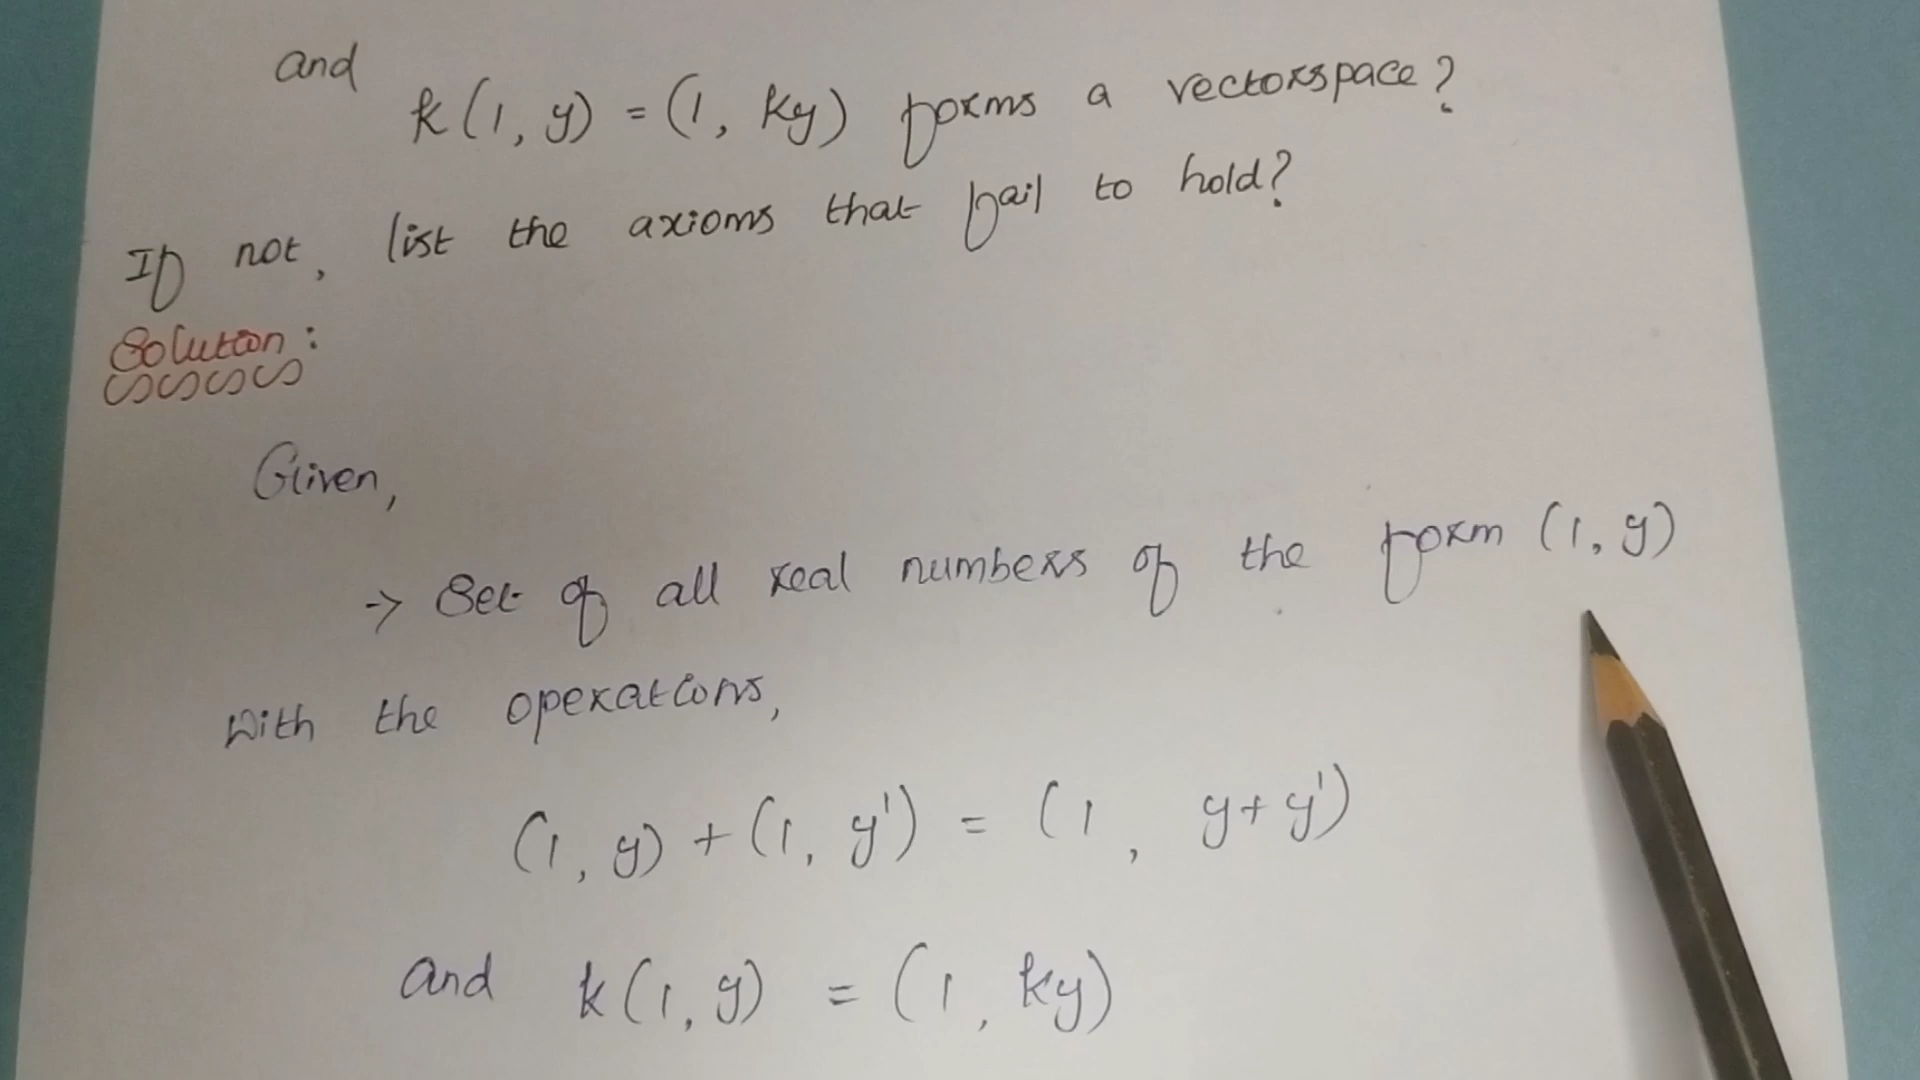 and
k(1, y) = (1, ky) forms a vectorspace?
If not, list the axioms that fail to hold?
Solution:
Given,
-> Set of all real numbers of the form (1, y)
With the operations,
(1, y) + (1, y') = (1, y+y')
and k(1, y) = (1, ky)